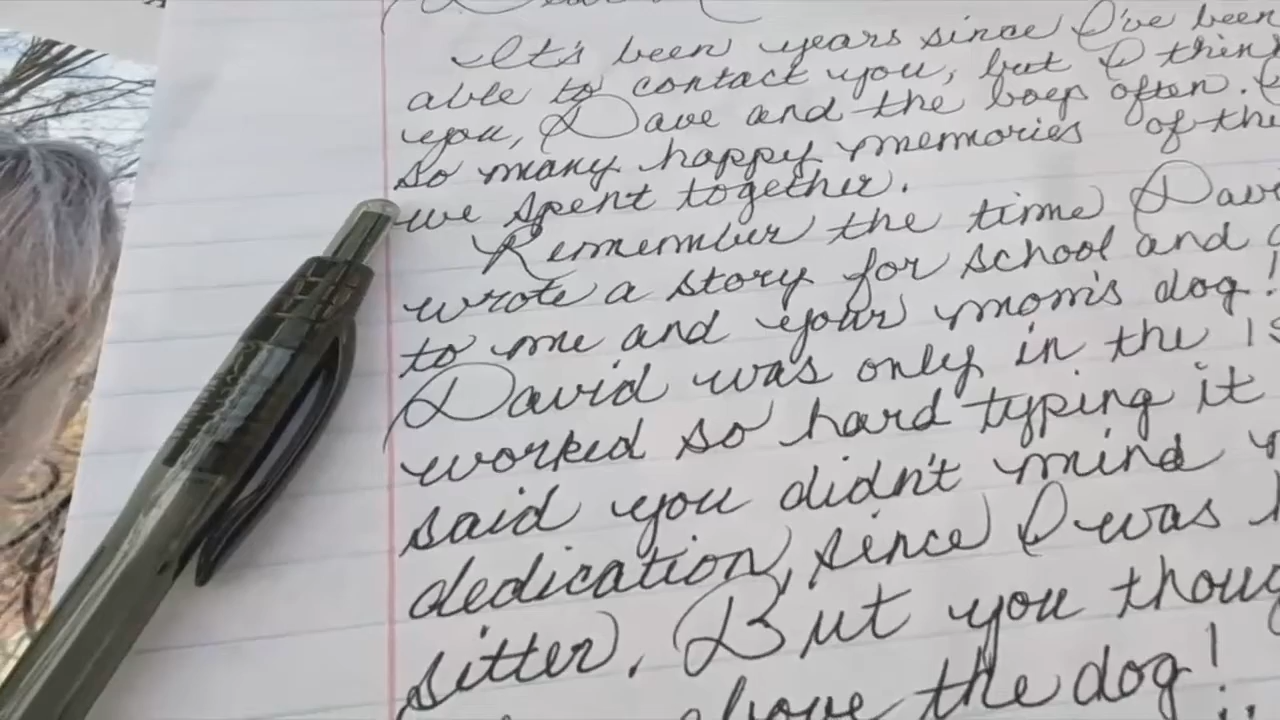 It's been years since I've been
able to contact you, but I think
you, Dave and the boys often.
so many happy memories of the
we spent together.
Remember the time
wrote a story for school and
to me and your mom's dog!
David was only in the
worked so hard typing it
said you didn't mind
dedication, since I was
sitter. But you
above the dog!